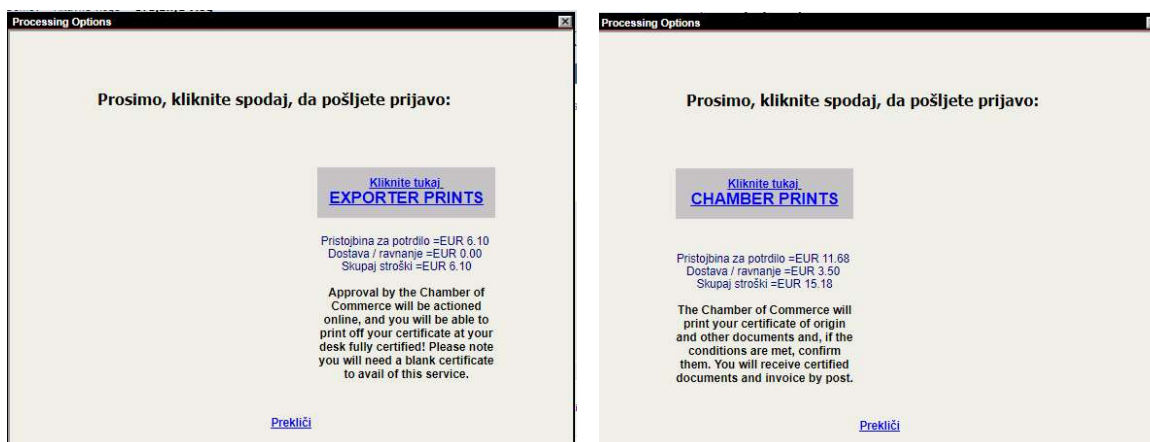 Processing Options
Prosimo, kliknite spodaj, da pošljete prijavo:
Kliknite tukaj
EXPORTER PRINTS
Pristojbina za potrdilo =EUR 6.10
Dostava / ravnanje =EUR 0.00
Skupaj stroški =EUR 6.10
Approval by the Chamber of
Commerce will be actioned
online, and you will be able to
print off your certificate at your
desk fully certified! Please note
you will need a blank certificate
to avail of this service.
Prekliči
Processing Options
Prosimo, kliknite spodaj, da pošljete prijavo:
Kliknite tukaj
CHAMBER PRINTS
Pristojbina za potrdilo =EUR 11.68
Dostava / ravnanje =EUR 3.50
Skupaj stroški =EUR 15.18
The Chamber of Commerce will
print your certificate of origin
and other documents and, if the
conditions are met, confirm
them. You will receive certified
documents and invoice by post.
Prekliči